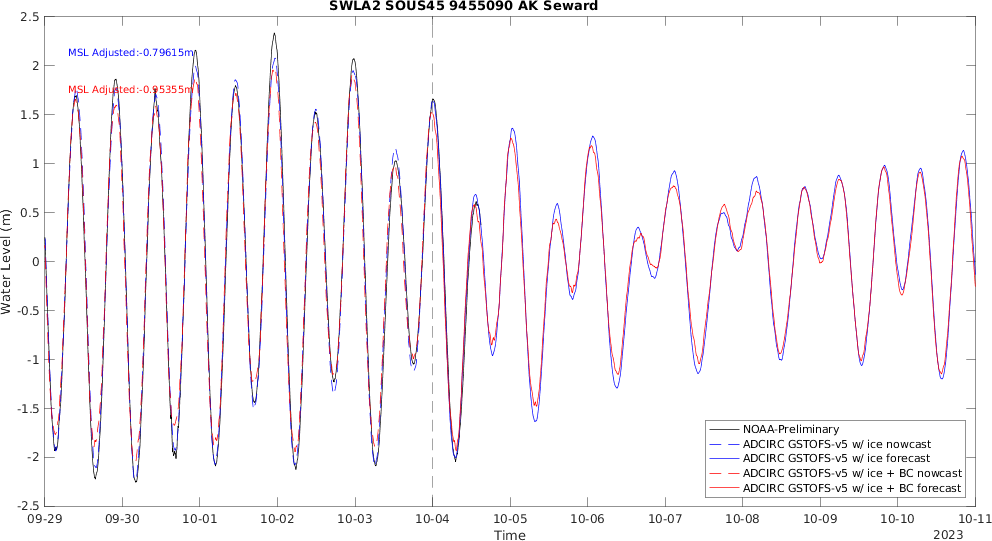 SWLA2 SOUS45 9455090 AK Seward
MSL Adjusted:-0.79615m
MSL Adjusted:-0.95355m
Water Level (m)
2.5
2
1.5
1
0.5
0
-0.5
-1
-1.5
-2
-2.5
NOAA-Preliminary
ADCIRC GSTOFS-v5 w/ ice nowcast
ADCIRC GSTOFS-v5 w/ ice forecast
ADCIRC GSTOFS-v5 w/ ice + BC nowcast
ADCIRC GSTOFS-v5 w/ ice + BC forecast
09-29 09-30 10-01 10-02 10-03 10-04 10-05 10-06 10-07 10-08 10-09 10-10 10-11
Time
2023